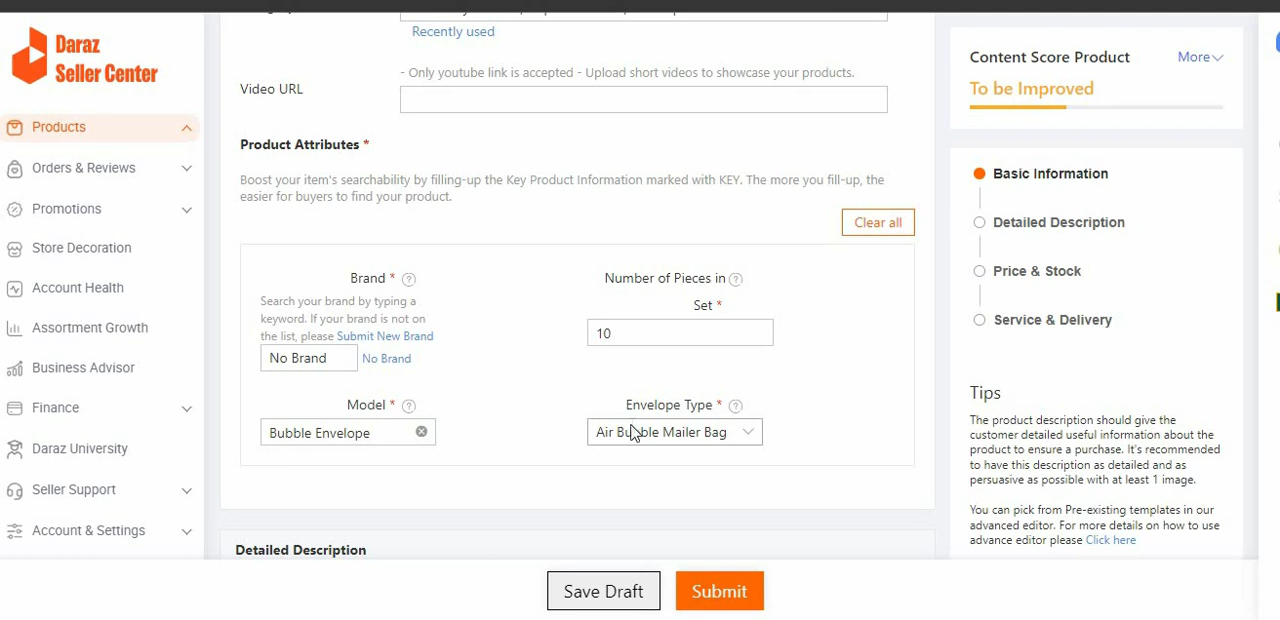 Daraz
Seller Center
Products
Orders & Reviews
Promotions
Store Decoration
Account Health
Assortment Growth
Business Advisor
Finance
Daraz University
Seller Support
Account & Settings
Recently used
- Only youtube link is accepted - Upload short videos to showcase your products.
Video URL
Product Attributes *
Boost your item's searchability by filling-up the Key Product Information marked with KEY. The more you fill-up, the
easier for buyers to find your product.
Clear all
Brand * ?
Search your brand by typing a
keyword. If your brand is not on
the list, please Submit New Brand
No Brand No Brand
Number of Pieces in ?
Set *
10
Model * ?
Bubble Envelope
Envelope Type * ?
Air Bubble Mailer Bag
Detailed Description
Save Draft
Submit
Content Score Product
More
To be Improved
Basic Information
Detailed Description
Price & Stock
Service & Delivery
Tips
The product description should give the
customer detailed useful information about the
product to ensure a purchase. It's recommended
to have this description as detailed and as
persuasive as possible with at least 1 image.
You can pick from Pre-existing templates in our
advanced editor. For more details on how to use
advance editor please Click here